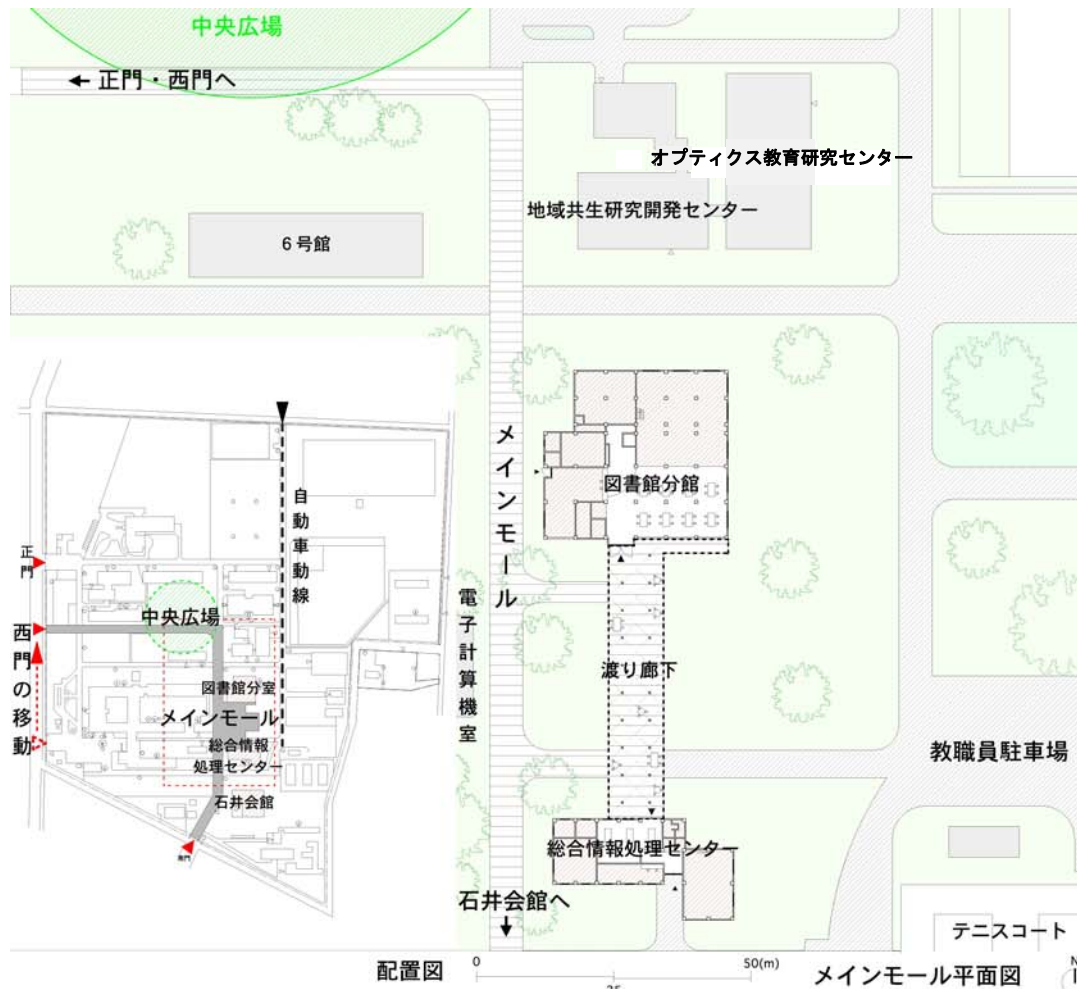 中央広場
← 正門・西門へ
オプティクス教育研究センター
地域共生研究開発センター
6号館
メインモール
図書館分館
自動車動線
正門
中央広場
西門の移動
電子計算機室
渡り廊下
図書館分室
メインモール
総合情報
処理センター
石井会館
南門
教職員駐車場
総合情報処理センター
石井会館へ
テニスコート
配置図
0
25
50(m)
メインモール平面図
N